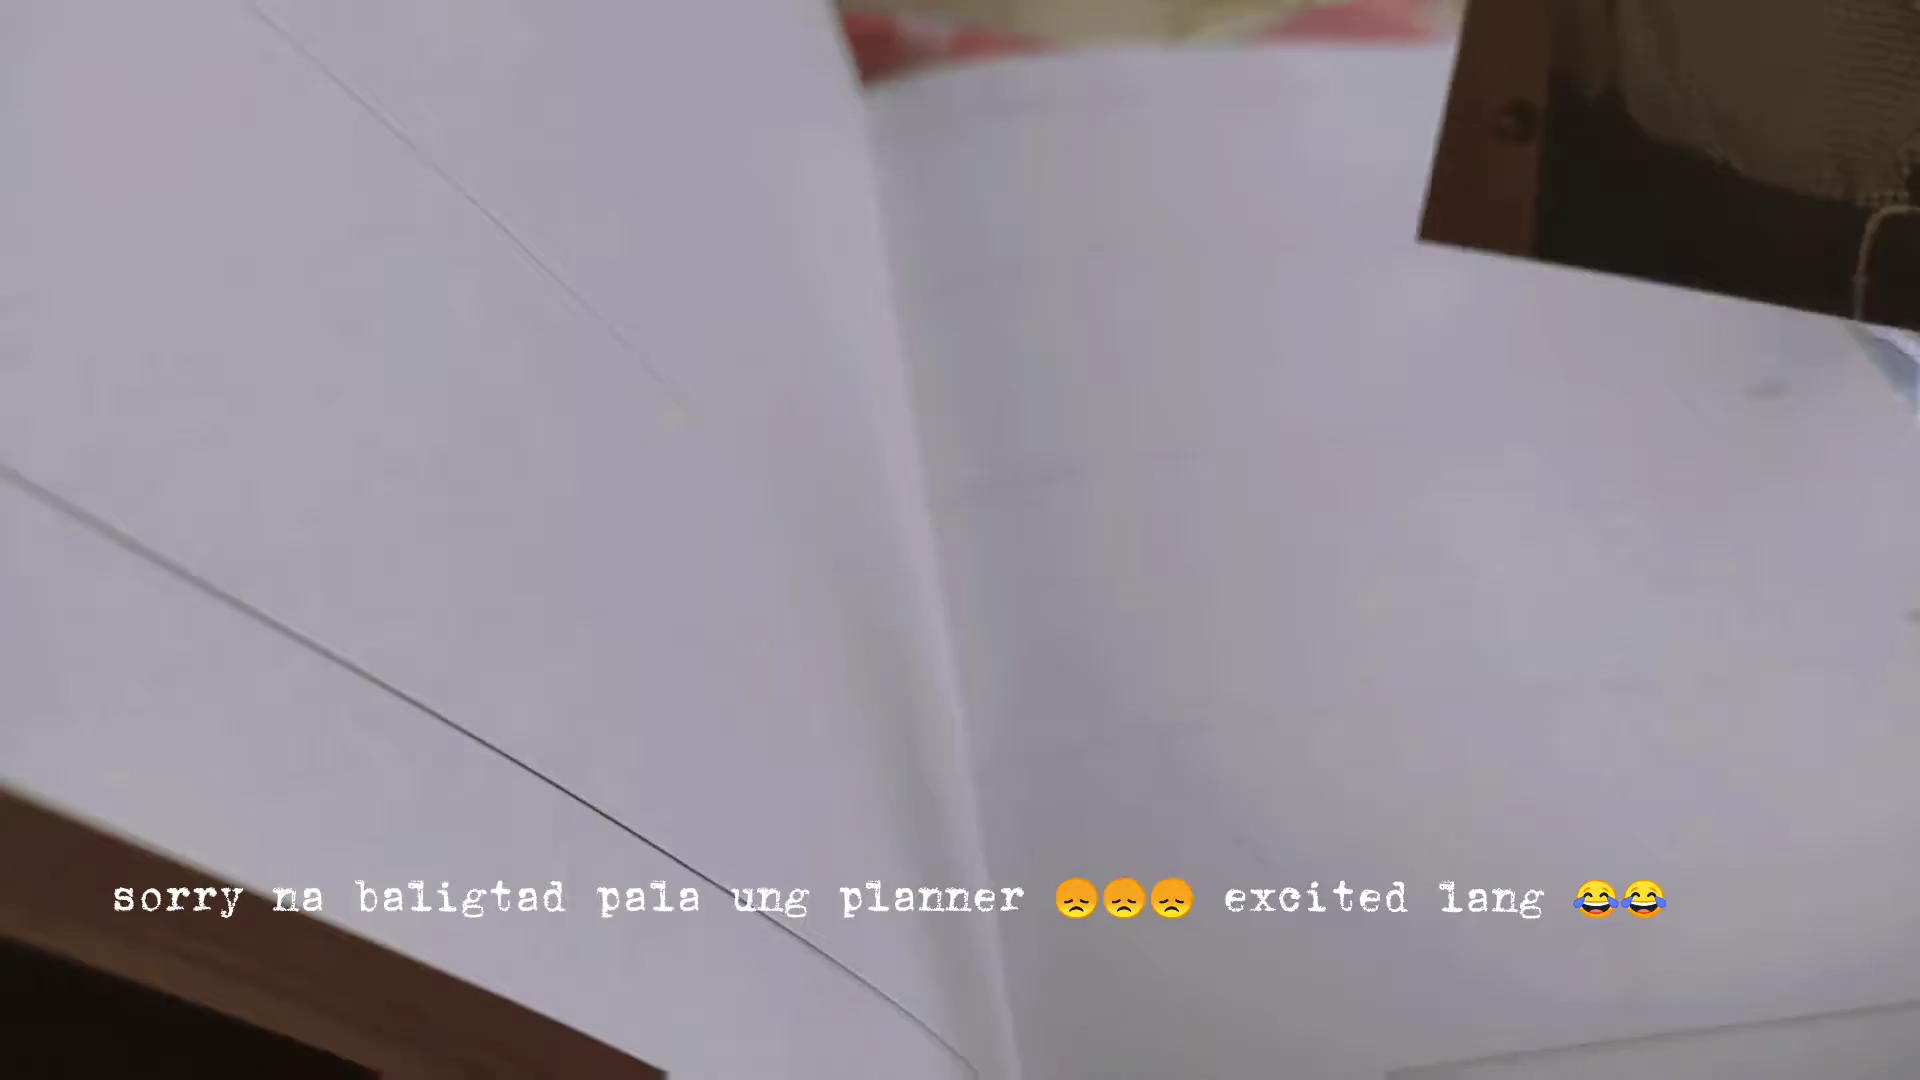 sorry na baligtad pala ung planner 😞😞😞 excited lang 😂😂